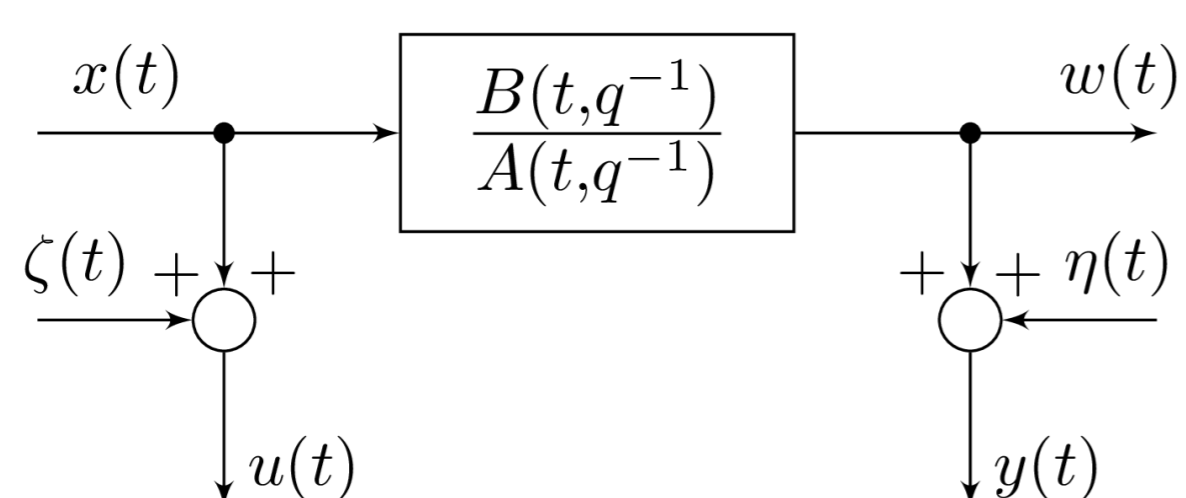 x(t)
B(t,q⁻¹)
A(t,q⁻¹)
w(t)
ζ(t) + +
+ + η(t)
u(t)
y(t)